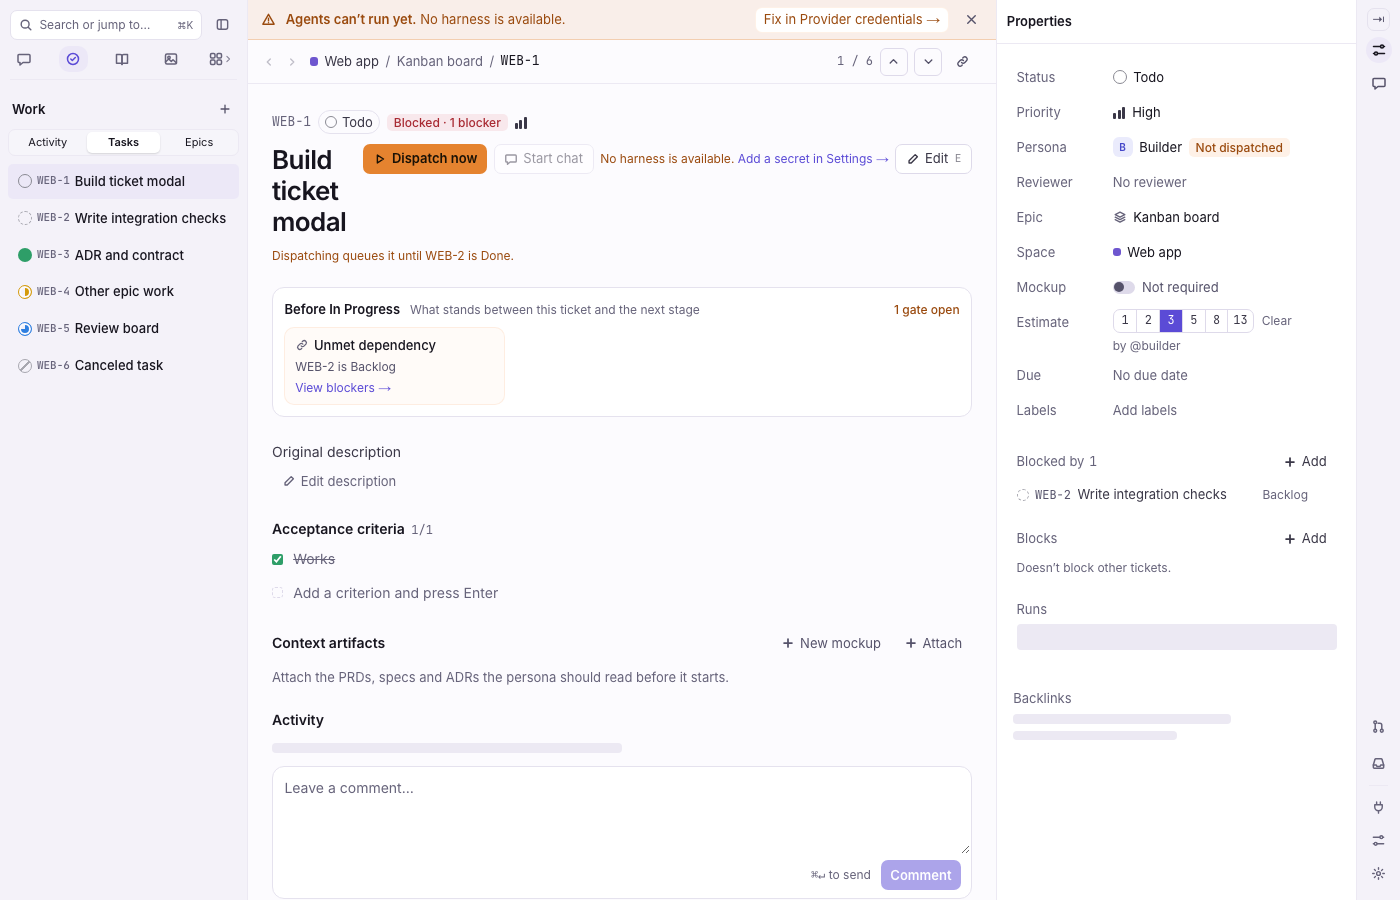 Search or jump to... ⌘K
Work
Activity Tasks Epics
WEB-1 Build ticket modal
WEB-2 Write integration checks
WEB-3 ADR and contract
WEB-4 Other epic work
WEB-5 Review board
WEB-6 Canceled task
Agents can't run yet. No harness is available. Fix in Provider credentials →
Web app / Kanban board / WEB-1 1 / 6
WEB-1 Todo Blocked · 1 blocker
Build ticket modal
Dispatch now Start chat No harness is available. Add a secret in Settings → Edit E
Dispatching queues it until WEB-2 is Done.
Before In Progress What stands between this ticket and the next stage 1 gate open
Unmet dependency
WEB-2 is Backlog
View blockers →
Original description
Edit description
Acceptance criteria 1/1
Works
Add a criterion and press Enter
Context artifacts + New mockup + Attach
Attach the PRDs, specs and ADRs the persona should read before it starts.
Activity
Leave a comment...
⌘↵ to send Comment
Properties
Status Todo
Priority High
Persona B Builder Not dispatched
Reviewer No reviewer
Epic Kanban board
Space Web app
Mockup Not required
Estimate 1 2 3 5 8 13 Clear
by @builder
Due No due date
Labels Add labels
Blocked by 1 + Add
WEB-2 Write integration checks Backlog
Blocks + Add
Doesn't block other tickets.
Runs
Backlinks